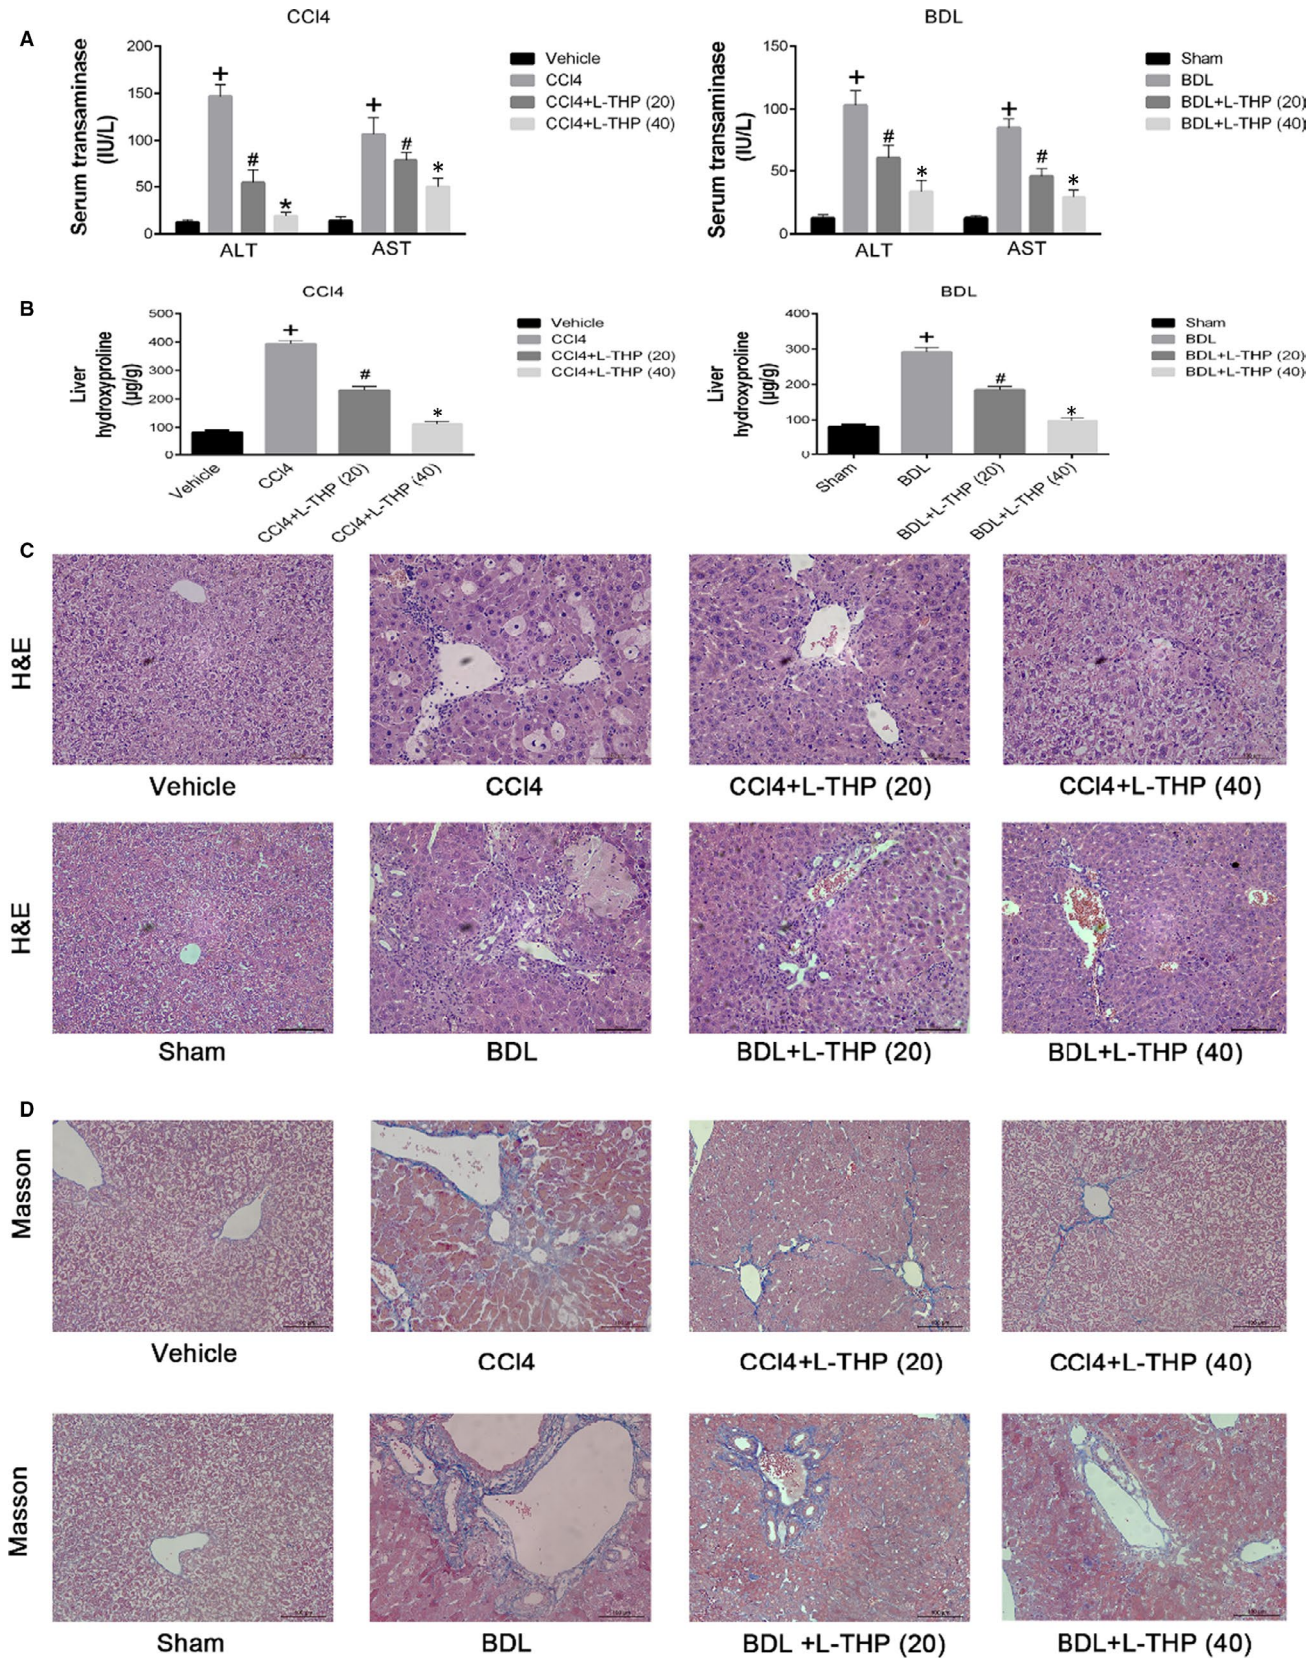 A
CCl4
Serum transaminase
(IU/L)
200
150
100
50
0
+
#
*
+
#
*
ALT
AST
Vehicle
CCl4
CCl4+L-THP (20)
CCl4+L-THP (40)
BDL
Serum transaminase
(IU/L)
150
100
50
0
+
#
*
+
#
*
ALT
AST
Sham
BDL
BDL+L-THP (20)
BDL+L-THP (40)
B
CCl4
Liver
hydroxyproline
(µg/g)
500
400
300
200
100
0
+
#
*
Vehicle
CCl4
CCl4+L-THP (20)
CCl4+L-THP (40)
Vehicle
CCl4
CCl4+L-THP (20)
CCl4+L-THP (40)
BDL
Liver
hydroxyproline
(µg/g)
400
300
200
100
0
+
#
*
Sham
BDL
BDL+L-THP (20)
BDL+L-THP (40)
Sham
BDL
BDL+L-THP (20)
BDL+L-THP (40)
C
H&E
Vehicle
CCl4
CCl4+L-THP (20)
CCl4+L-THP (40)
H&E
Sham
BDL
BDL+L-THP (20)
BDL+L-THP (40)
D
Masson
Vehicle
CCl4
CCl4+L-THP (20)
CCl4+L-THP (40)
Masson
Sham
BDL
BDL +L-THP (20)
BDL+L-THP (40)